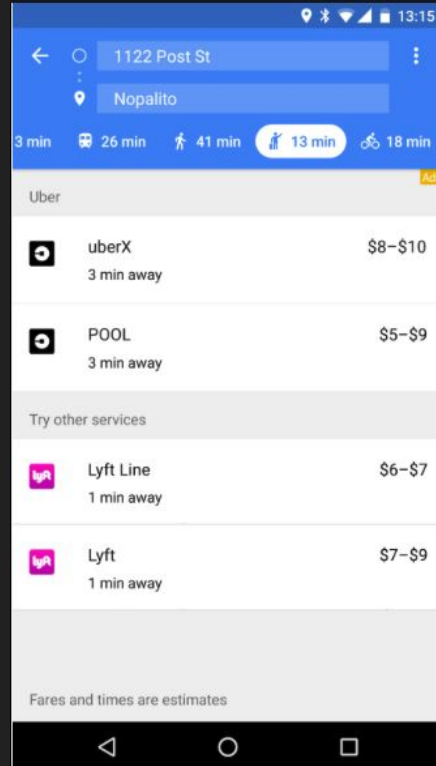 13:15
1122 Post St
Nopalito
3 min 26 min 41 min 13 min 18 min
Ad
Uber
uberX $8–$10
3 min away
POOL $5–$9
3 min away
Try other services
lyft Lyft Line $6–$7
1 min away
lyft Lyft $7–$9
1 min away
Fares and times are estimates